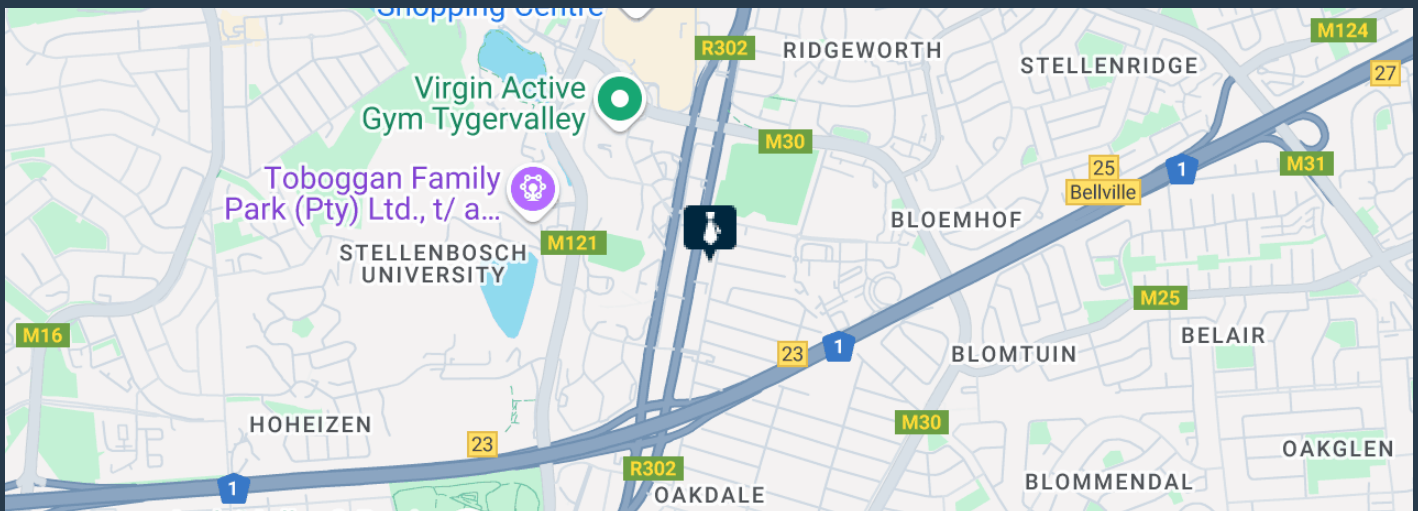 Shopping Centre
R302
RIDGEWORTH
M124
STELLENRIDGE
27
Virgin Active
Gym Tygervalley
M30
25
Bellville
1
M31
Toboggan Family
Park (Pty) Ltd., t/ a...
BLOEMHOF
STELLENBOSCH
UNIVERSITY
M121
M25
M16
BELAIR
23
1
BLOMTUIN
HOHEIZEN
23
M30
OAKGLEN
R302
1
OAKDALE
BLOMMENDAL